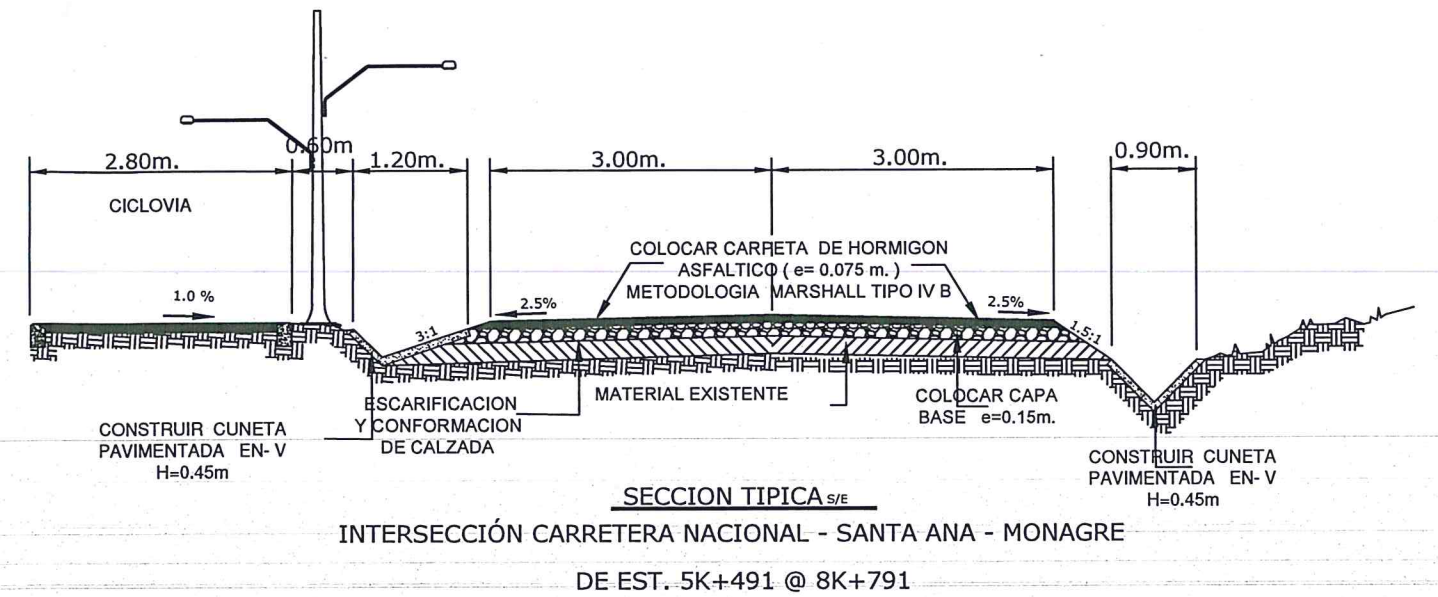 0.60m
2.80m.
1.20m.
3.00m.
3.00m.
0.90m.
CICLOVIA
COLOCAR CARPETA DE HORMIGON
ASFALTICO ( e= 0.075 m. )
METODOLOGIA MARSHALL TIPO IV B
1.0 %
2.5%
2.5%
3:1
1.5:1
ESCARIFICACION
Y CONFORMACION
DE CALZADA
MATERIAL EXISTENTE
COLOCAR CAPA
BASE e=0.15m.
CONSTRUIR CUNETA
PAVIMENTADA EN- V
H=0.45m
CONSTRUIR CUNETA
PAVIMENTADA EN- V
H=0.45m
SECCION TIPICA S/E
INTERSECCIÓN CARRETERA NACIONAL - SANTA ANA - MONAGRE
DE EST. 5K+491 @ 8K+791